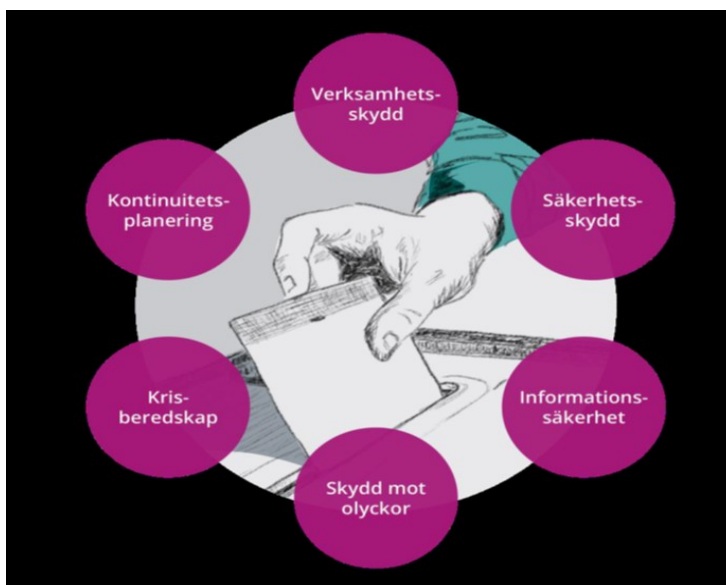 Verksamhets-
skydd
Säkerhets-
skydd
Informations-
säkerhet
Skydd mot
olyckor
Kris-
beredskap
Kontinuitets-
planering